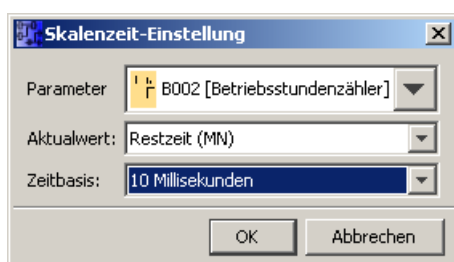 Skalenzeit-Einstellung
Parameter B002 [Betriebsstundenzähler]
Aktualwert: Restzeit (MN)
Zeitbasis: 10 Millisekunden
OK Abbrechen